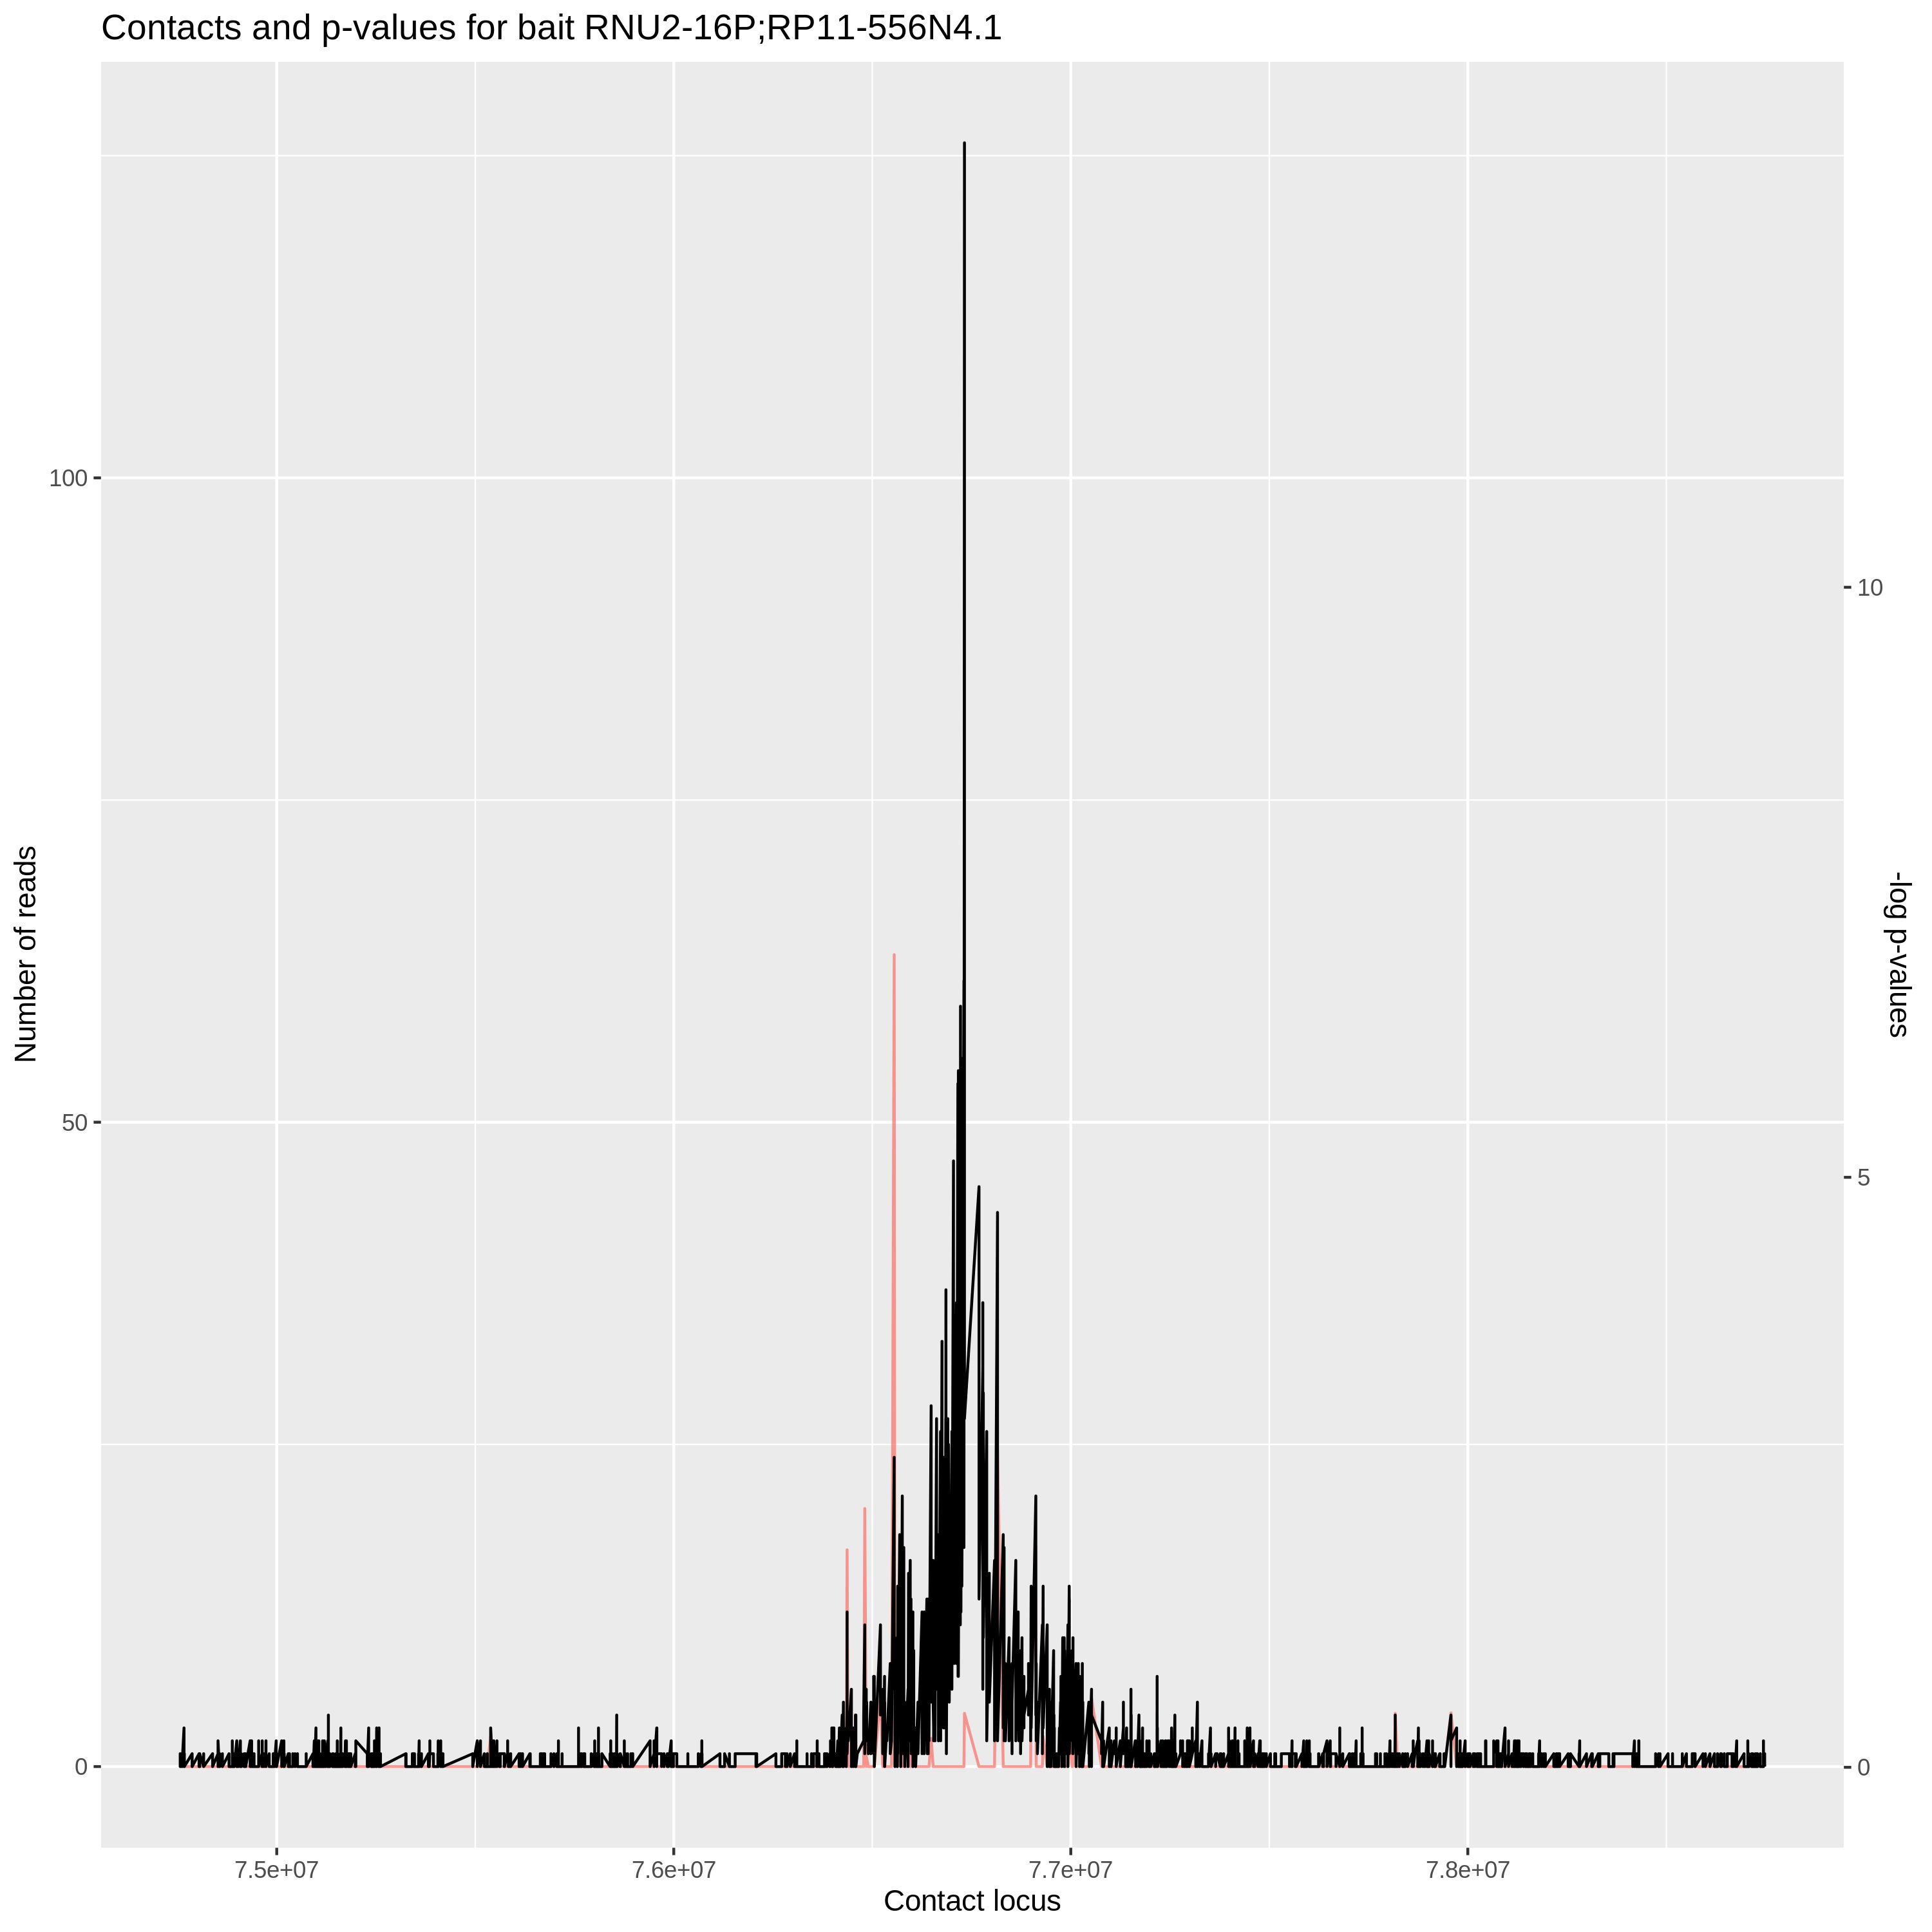 Contacts and p-values for bait RNU2-16P;RP11-556N4.1
100
50
0
Number of reads
10
5
0
-log p-values
7.5e+07
7.6e+07
7.7e+07
7.8e+07
Contact locus